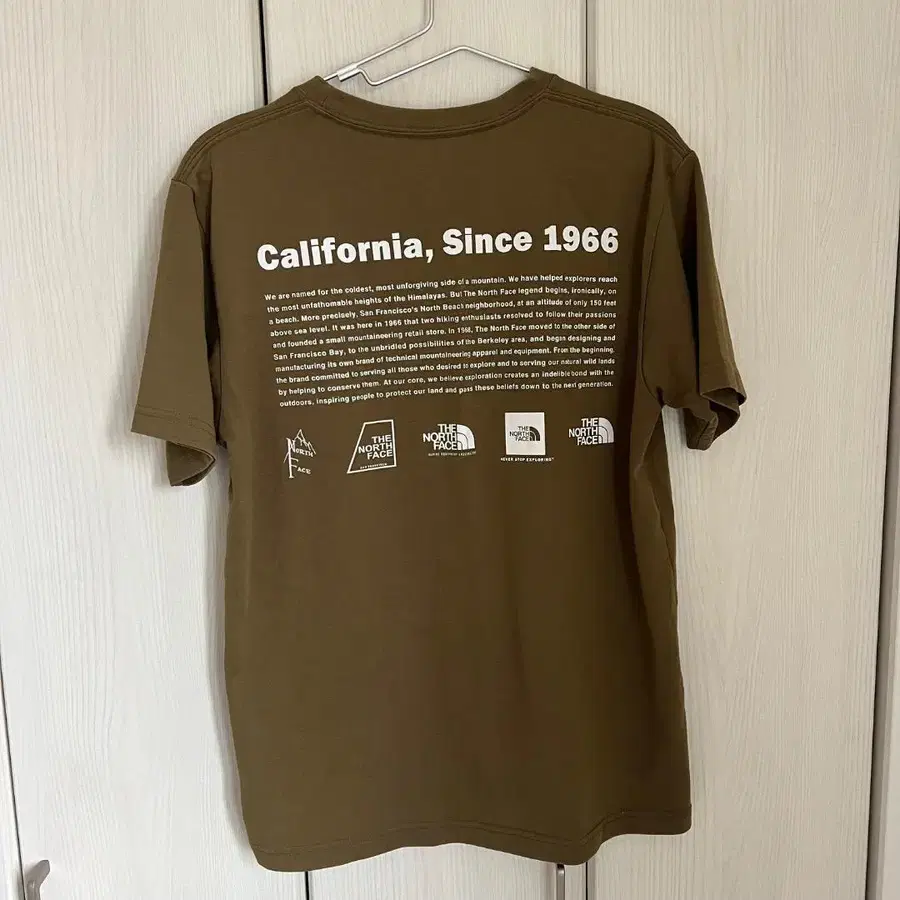 California, Since 1966
We are named for the coldest, most unforgiving side of a mountain. We have helped explorers reach
the most unfathomable heights of the Himalayas. But The North Face legend begins, ironically, on
a beach. More precisely, San Francisco's North Beach neighborhood, at an altitude of only 150 feet
above sea level. It was here in 1966 that two hiking enthusiasts resolved to follow their passions
and founded a small mountaineering retail store. In 1968, The North Face moved to the other side of
San Francisco Bay, to the unbridled possibilities of the Berkeley area, and began designing and
manufacturing its own brand of technical mountaineering apparel and equipment. From the beginning,
the brand committed to serving all those who desired to explore and to serving our natural wild lands
by helping to conserve them. At our core, we believe exploration creates an indelible bond with the
outdoors, inspiring people to protect our land and pass these beliefs down to the next generation.
North
Face
THE
NORTH
FACE
SAN FRANCISCO
THE
NORTH
FACE
THE
NORTH
FACE
NEVER STOP EXPLORING™
THE
NORTH
FACE